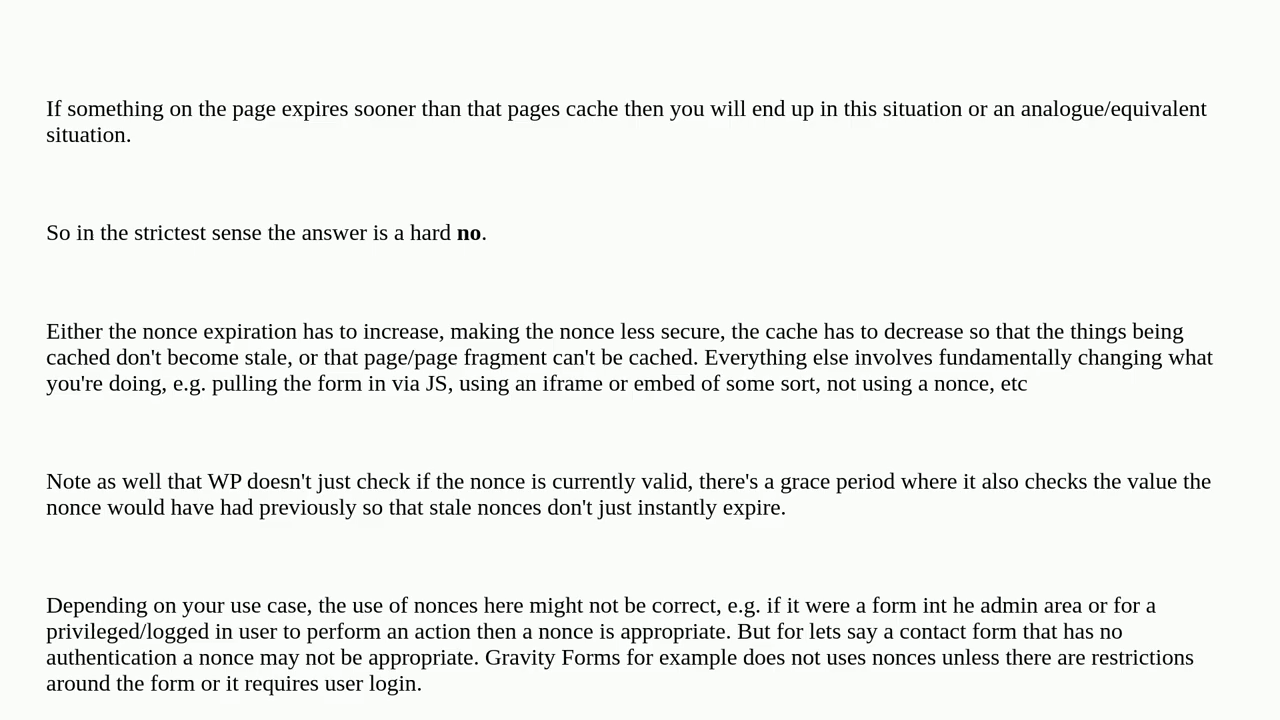 If something on the page expires sooner than that pages cache then you will end up in this situation or an analogue/equivalent
situation.
So in the strictest sense the answer is a hard no.
Either the nonce expiration has to increase, making the nonce less secure, the cache has to decrease so that the things being
cached don't become stale, or that page/page fragment can't be cached. Everything else involves fundamentally changing what
you're doing, e.g. pulling the form in via JS, using an iframe or embed of some sort, not using a nonce, etc
Note as well that WP doesn't just check if the nonce is currently valid, there's a grace period where it also checks the value the
nonce would have had previously so that stale nonces don't just instantly expire.
Depending on your use case, the use of nonces here might not be correct, e.g. if it were a form int he admin area or for a
privileged/logged in user to perform an action then a nonce is appropriate. But for lets say a contact form that has no
authentication a nonce may not be appropriate. Gravity Forms for example does not uses nonces unless there are restrictions
around the form or it requires user login.